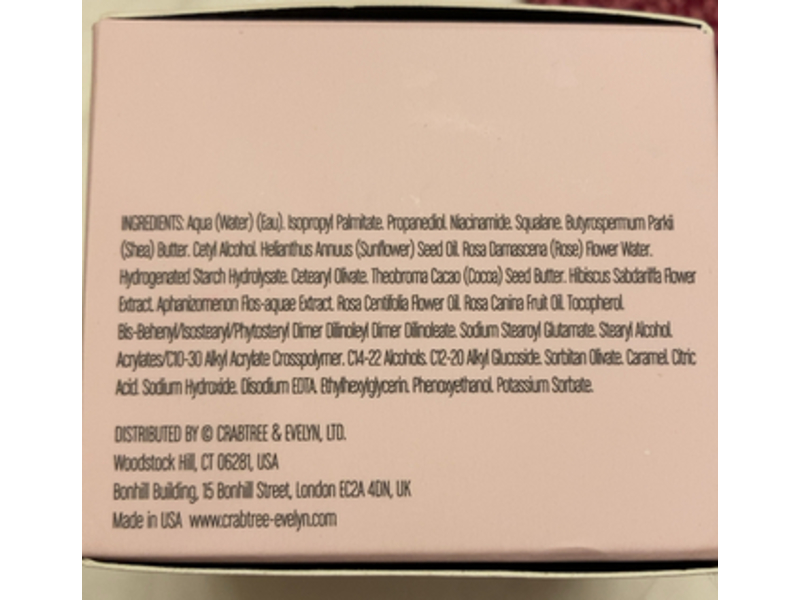 INGREDIENTS: Aqua (Water) (Eau). Isopropyl Palmitate. Propanediol. Niacinamide. Squalane. Butyrospermum Parkii
(Shea) Butter. Cetyl Alcohol. Helianthus Annuus (Sunflower) Seed Oil. Rosa Damascena (Rose) Flower Water.
Hydrogenated Starch Hydrolysate. Cetearyl Olivate. Theobroma Cacao (Cocoa) Seed Butter. Hibiscus Sabdariffa Flower
Extract. Aphanizomenon Flos-aquae Extract. Rosa Centifolia Flower Oil. Rosa Canina Fruit Oil. Tocopherol.
Bis-Behenyl/Isostearyl/Phytosteryl Dimer Dilinoleyl Dimer Dilinoleate. Sodium Stearoyl Glutamate. Stearyl Alcohol.
Acrylates/C10-30 Alkyl Acrylate Crosspolymer. C14-22 Alcohols. C12-20 Alkyl Glucoside. Sorbitan Olivate. Caramel. Citric
Acid. Sodium Hydroxide. Disodium EDTA. Ethylhexylglycerin. Phenoxyethanol. Potassium Sorbate.
DISTRIBUTED BY © CRABTREE & EVELYN, LTD.
Woodstock Hill, CT 06281, USA
Bonhill Building, 15 Bonhill Street, London EC2A 4DN, UK
Made in USA www.crabtree-evelyn.com